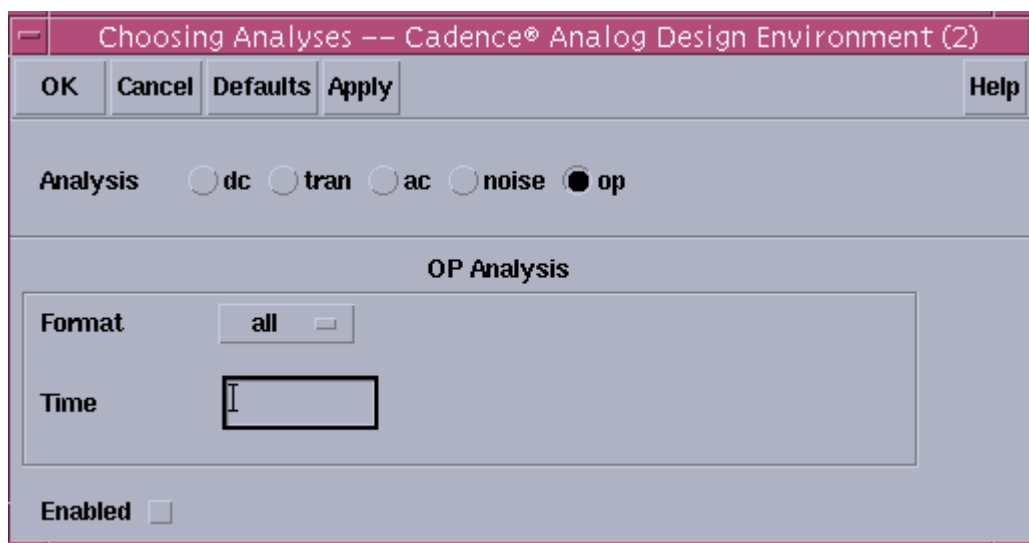 Choosing Analyses –– Cadence® Analog Design Environment (2)
OK Cancel Defaults Apply Help
Analysis dc tran ac noise op
OP Analysis
Format all
Time
Enabled